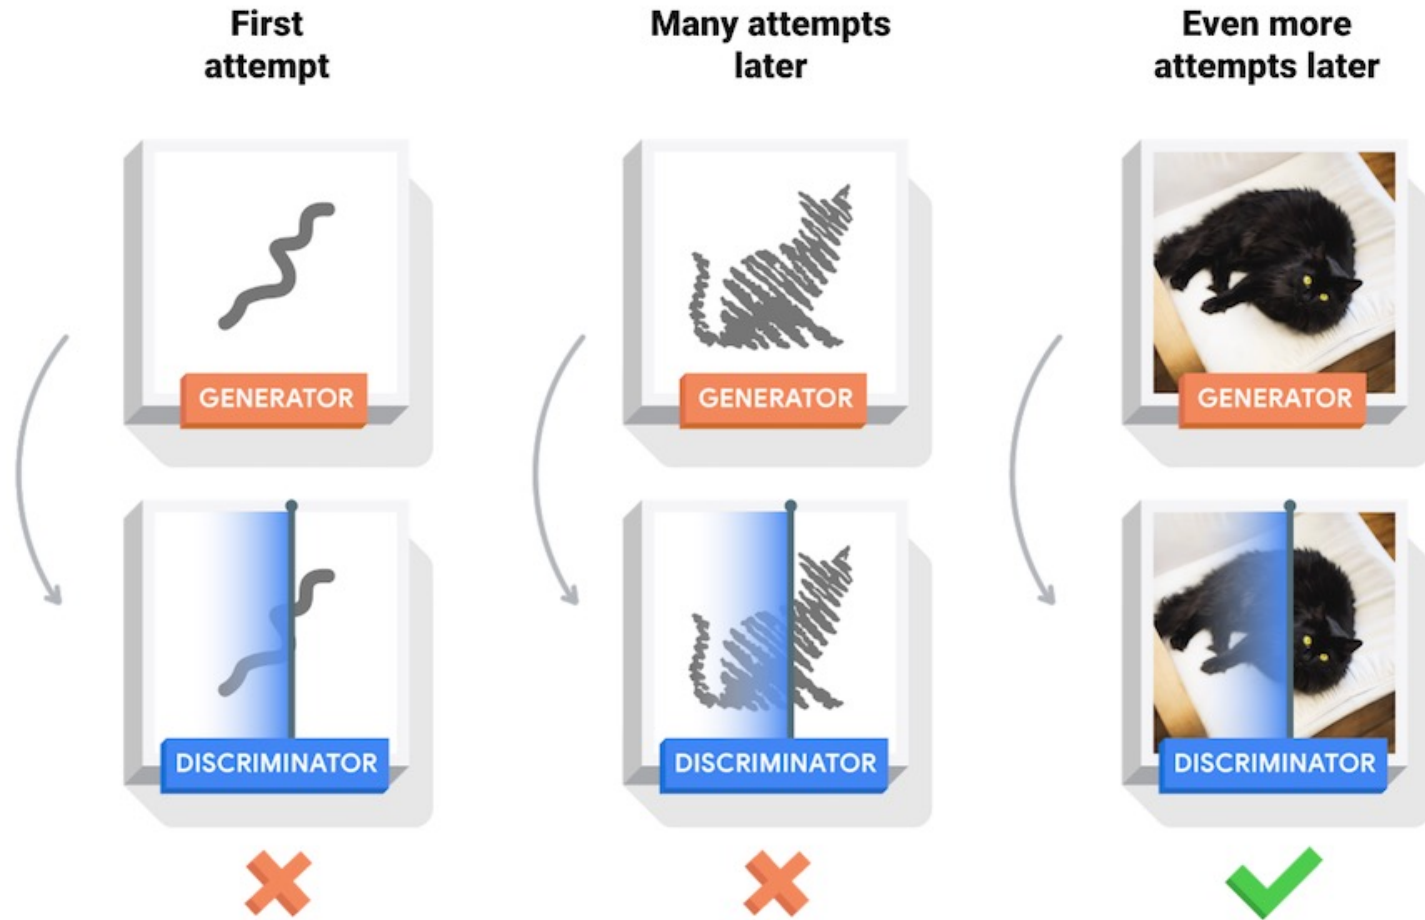 First
attempt
Many attempts
later
Even more
attempts later
GENERATOR
GENERATOR
GENERATOR
DISCRIMINATOR
DISCRIMINATOR
DISCRIMINATOR